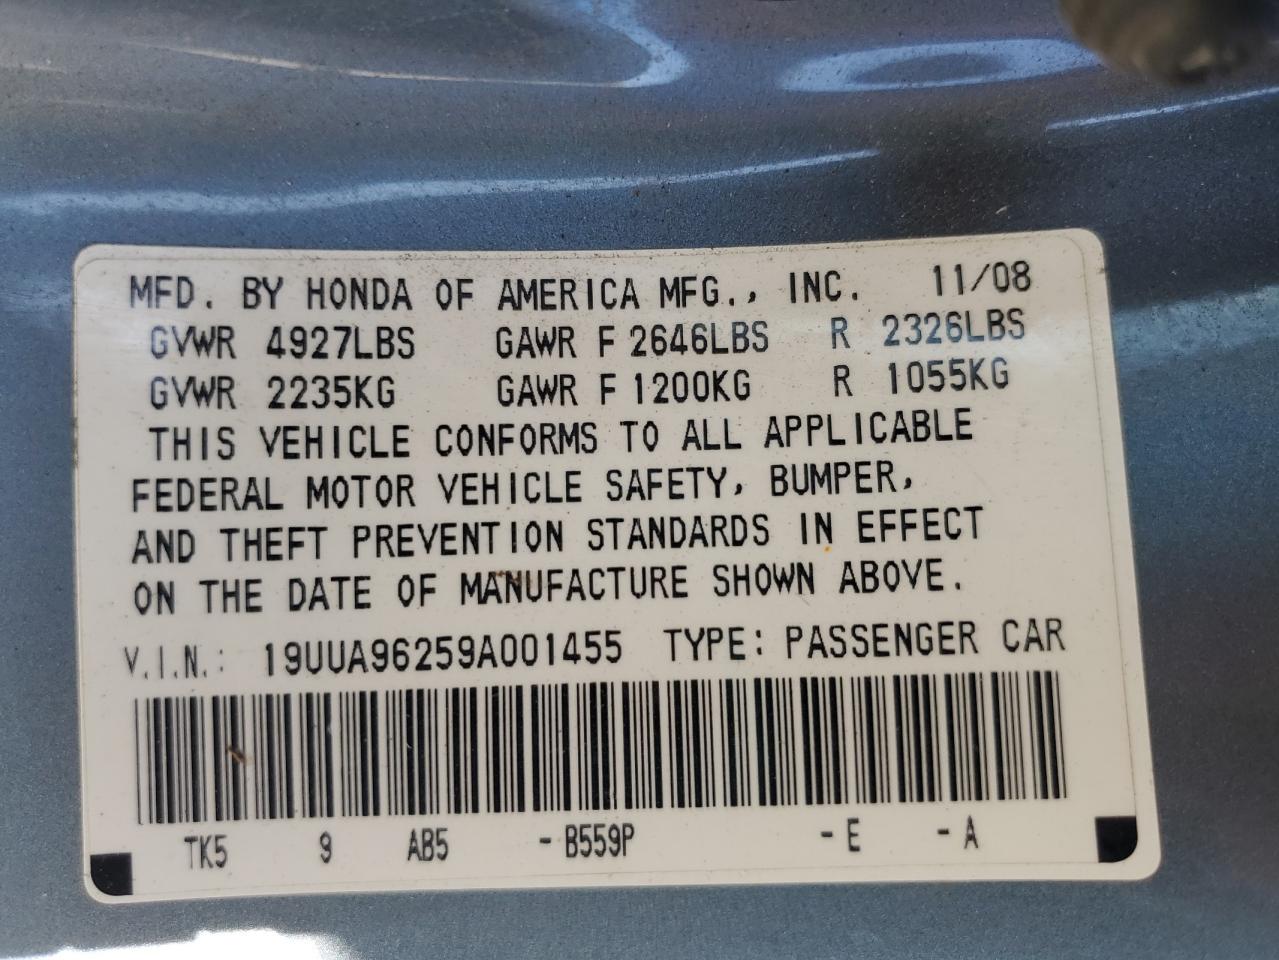 MFD. BY HONDA OF AMERICA MFG., INC. 11/08
GVWR 4927LBS GAWR F 2646LBS R 2326LBS
GVWR 2235KG GAWR F 1200KG R 1055KG
THIS VEHICLE CONFORMS TO ALL APPLICABLE
FEDERAL MOTOR VEHICLE SAFETY, BUMPER,
AND THEFT PREVENTION STANDARDS IN EFFECT
ON THE DATE OF MANUFACTURE SHOWN ABOVE.
V.I.N.: 19UUA96259A001455 TYPE: PASSENGER CAR
TK5 9 AB5 -B559P -E -A